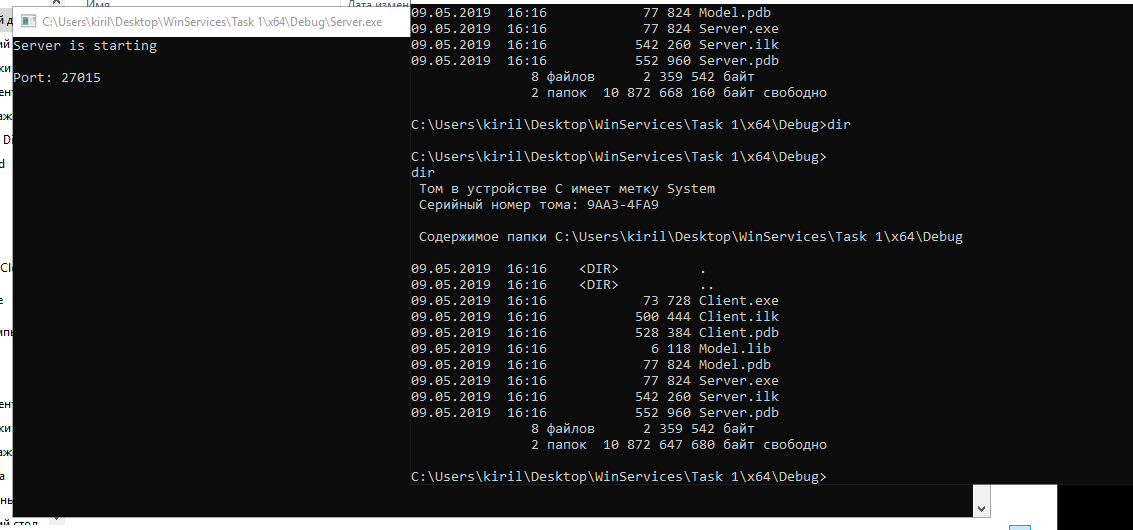 Имя
Дата измен
C:\Users\kiril\Desktop\WinServices\Task 1\x64\Debug\Server.exe
Server is starting
Port: 27015
09.05.2019 16:16 77 824 Model.pdb
09.05.2019 16:16 77 824 Server.exe
09.05.2019 16:16 542 260 Server.ilk
09.05.2019 16:16 552 960 Server.pdb
8 файлов 2 359 542 байт
2 папок 10 872 668 160 байт свободно
C:\Users\kiril\Desktop\WinServices\Task 1\x64\Debug>dir
C:\Users\kiril\Desktop\WinServices\Task 1\x64\Debug>
dir
Том в устройстве C имеет метку System
Серийный номер тома: 9AA3-4FA9
Содержимое папки C:\Users\kiril\Desktop\WinServices\Task 1\x64\Debug
09.05.2019 16:16 <DIR> .
09.05.2019 16:16 <DIR> ..
09.05.2019 16:16 73 728 Client.exe
09.05.2019 16:16 500 444 Client.ilk
09.05.2019 16:16 528 384 Client.pdb
09.05.2019 16:16 6 118 Model.lib
09.05.2019 16:16 77 824 Model.pdb
09.05.2019 16:16 77 824 Server.exe
09.05.2019 16:16 542 260 Server.ilk
09.05.2019 16:16 552 960 Server.pdb
8 файлов 2 359 542 байт
2 папок 10 872 647 680 байт свободно
C:\Users\kiril\Desktop\WinServices\Task 1\x64\Debug>